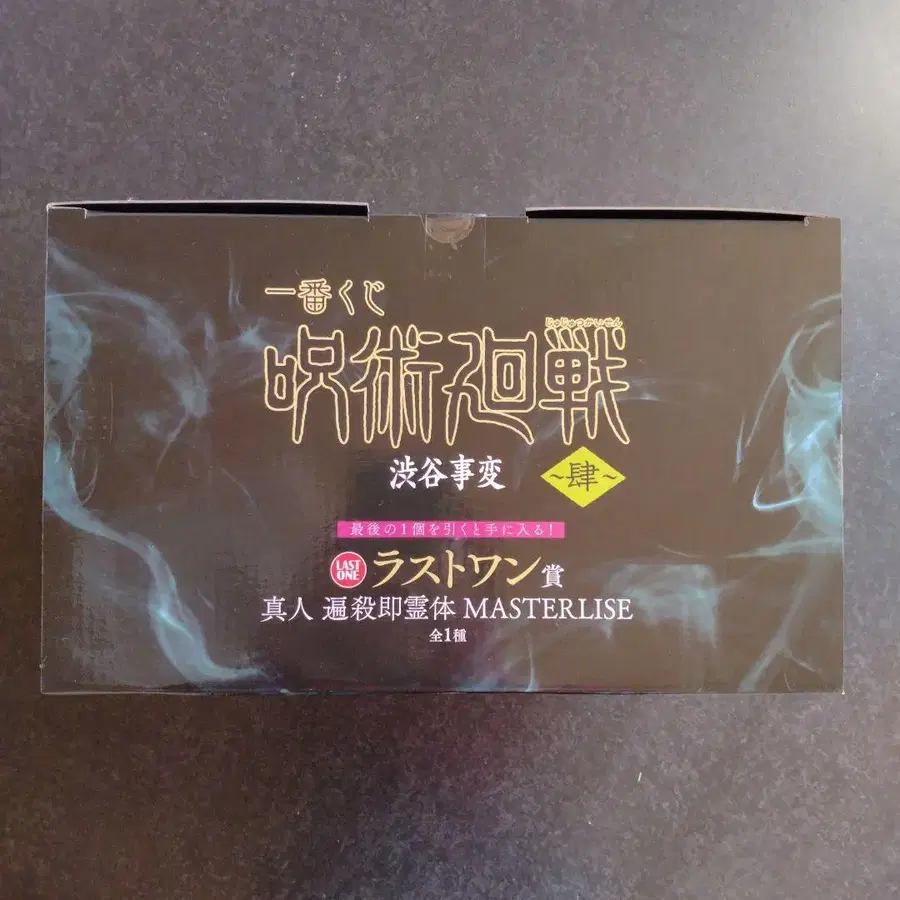 一番くじ
じゅじゅつかいせん
呪術廻戦
渋谷事変
～肆～
最後の1個を引くと手に入る!
LAST
ONE
ラストワン賞
真人 遍殺即霊体 MASTERLISE
全1種